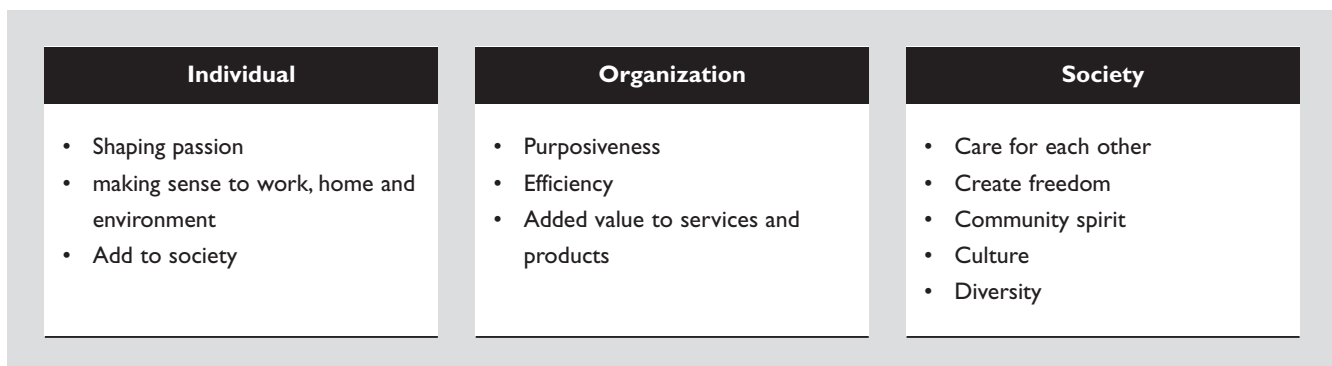 Individual
• Shaping passion
• making sense to work, home and
environment
• Add to society
Organization
• Purposiveness
• Efficiency
• Added value to services and
products
Society
• Care for each other
• Create freedom
• Community spirit
• Culture
• Diversity